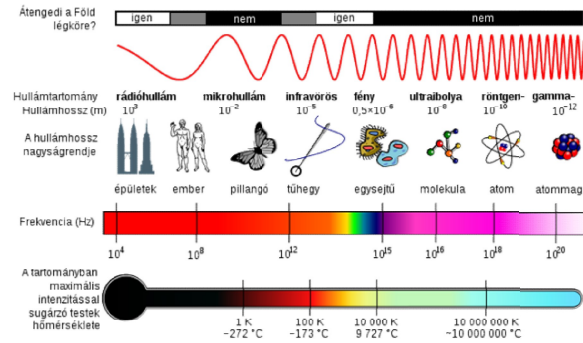 Átengedi a Föld
légköre?
igen nem igen nem
Hullámtartomány rádióhullám mikrohullám infravörös fény ultraibolya röntgen- gamma-
Hullámhossz (m) 10³ 10⁻² 10⁻⁵ 0,5×10⁻⁶ 10⁻⁸ 10⁻¹⁰ 10⁻¹²
A hullámhossz
nagyságrendje
épületek ember pillangó tűhegy egysejtű molekula atom atommag
Frekvencia (Hz)
10⁴ 10⁸ 10¹² 10¹⁵ 10¹⁶ 10¹⁸ 10²⁰
A tartományban
maximális
intenzitással
sugárzó testek
hőmérséklete
1 K 100 K 10 000 K 10 000 000 K
−272 °C −173 °C 9 727 °C ~10 000 000 °C